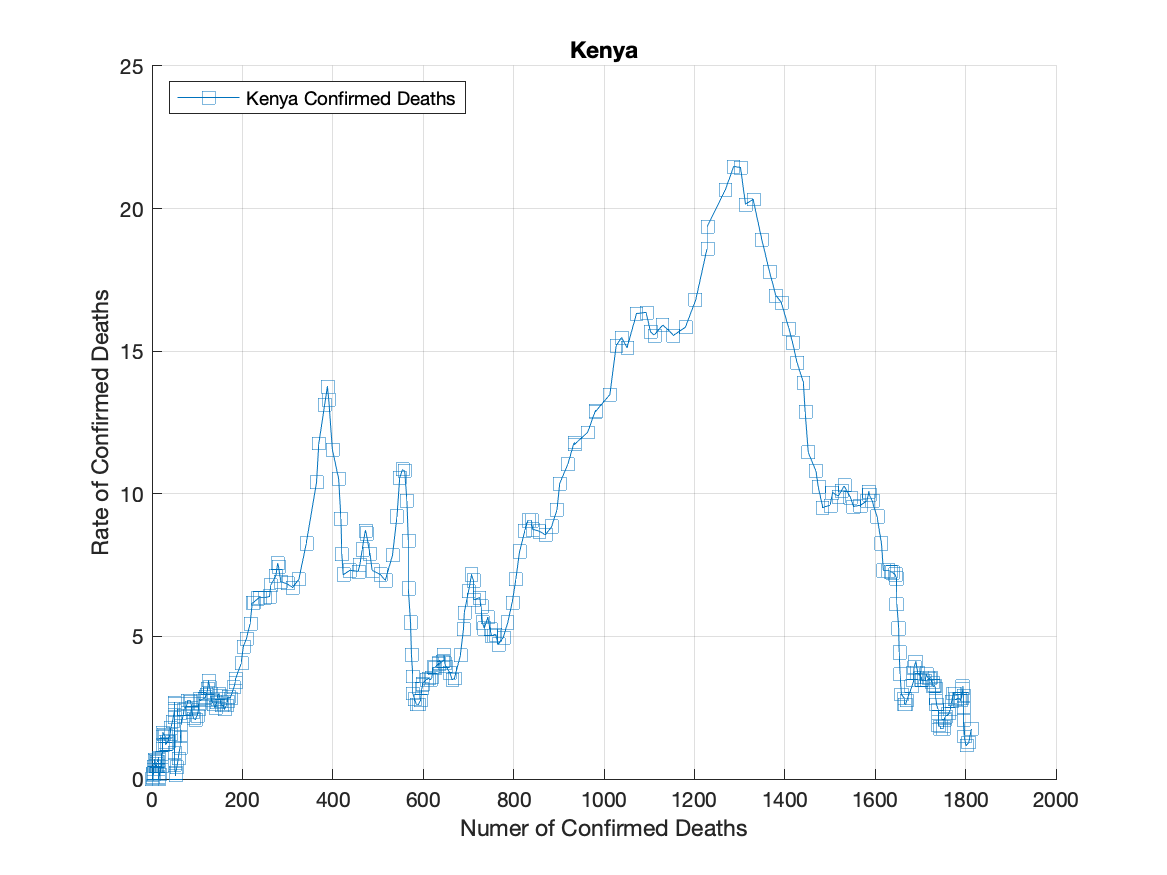 Kenya
25
Kenya Confirmed Deaths
20
15
10
5
0
Rate of Confirmed Deaths
0 200 400 600 800 1000 1200 1400 1600 1800 2000
Numer of Confirmed Deaths